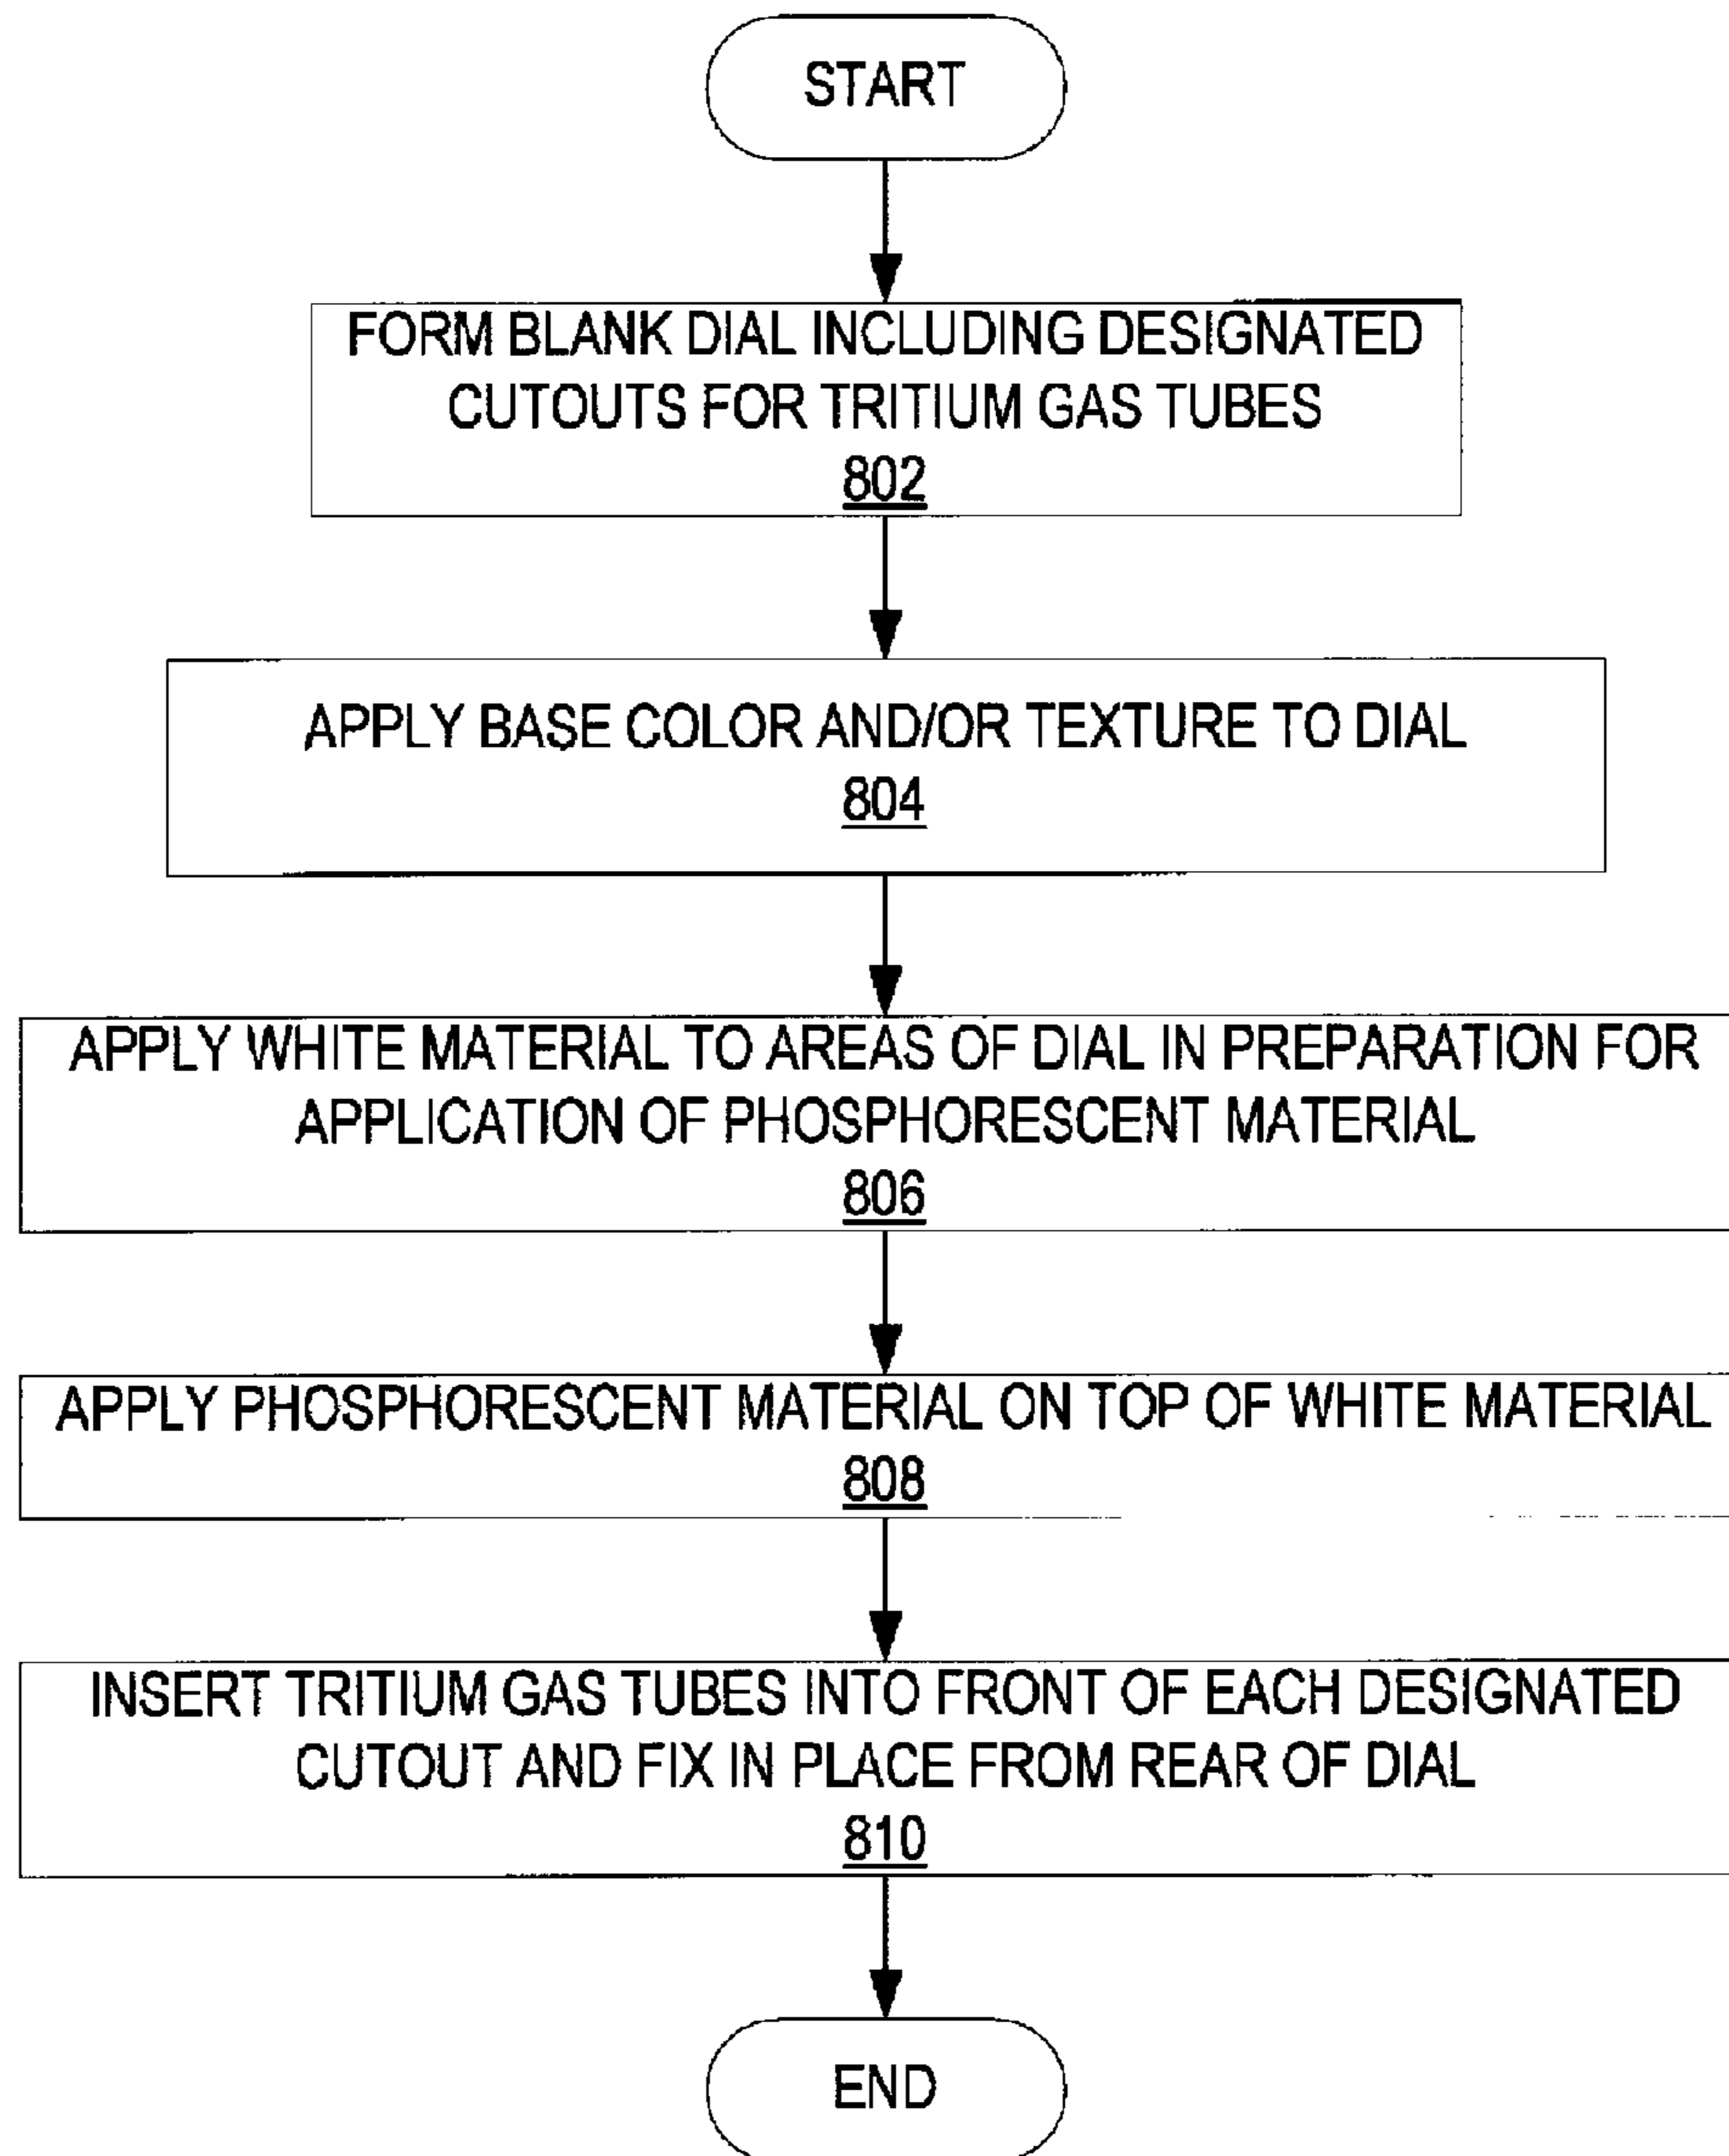 START
FORM BLANK DIAL INCLUDING DESIGNATED
CUTOUTS FOR TRITIUM GAS TUBES
802
APPLY BASE COLOR AND/OR TEXTURE TO DIAL
804
APPLY WHITE MATERIAL TO AREAS OF DIAL IN PREPARATION FOR
APPLICATION OF PHOSPHORESCENT MATERIAL
806
APPLY PHOSPHORESCENT MATERIAL ON TOP OF WHITE MATERIAL
808
INSERT TRITIUM GAS TUBES INTO FRONT OF EACH DESIGNATED
CUTOUT AND FIX IN PLACE FROM REAR OF DIAL
810
END